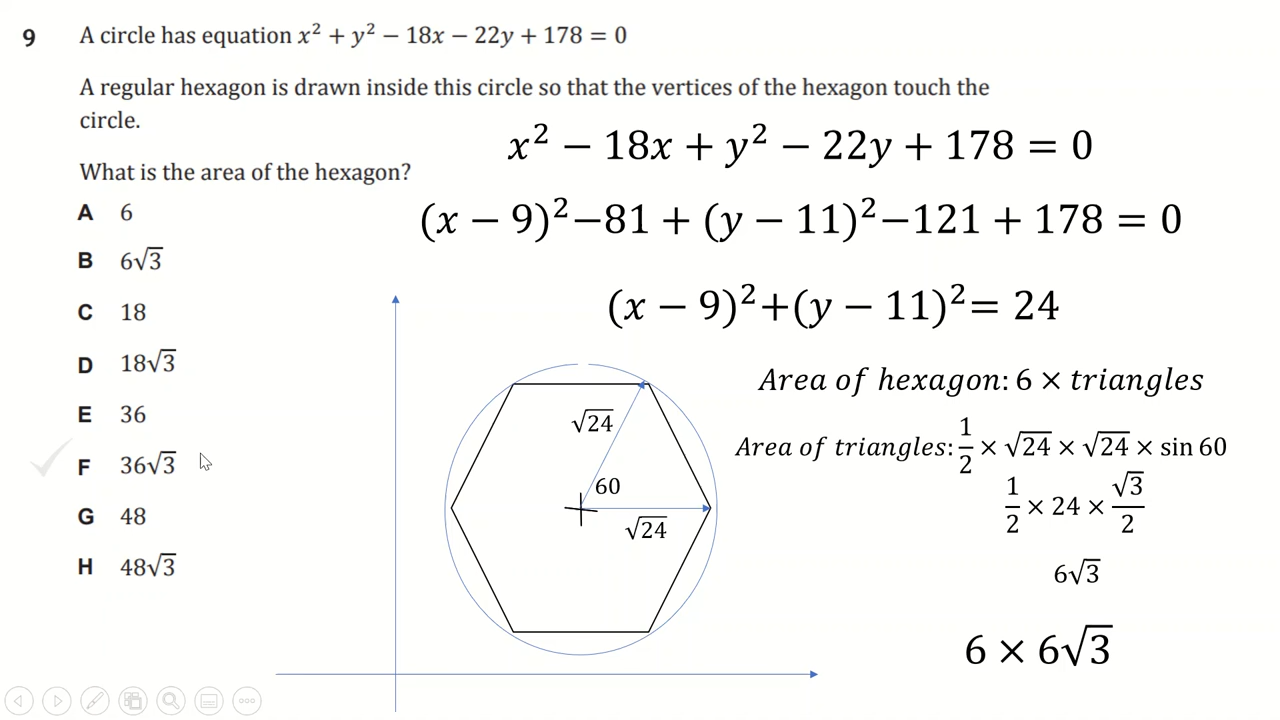 9 A circle has equation x² + y² − 18x − 22y + 178 = 0
A regular hexagon is drawn inside this circle so that the vertices of the hexagon touch the
circle.
What is the area of the hexagon?
A 6
B 6√3
C 18
D 18√3
E 36
F 36√3
G 48
H 48√3
x² − 18x + y² − 22y + 178 = 0
(x − 9)²−81 + (y − 11)²−121 + 178 = 0
(x − 9)²+(y − 11)²= 24
√24
60
√24
Area of hexagon: 6 × triangles
Area of triangles: 1/2 × √24 × √24 × sin 60
1/2 × 24 × √3/2
6√3
6 × 6√3